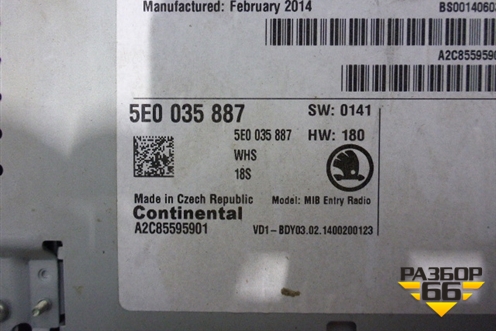 Manufactured: February 2014
BS0014060
A2C8559590
5E0 035 887
SW: 0141
5E0 035 887
HW: 180
WHS
18S
Made in Czech Republic
Model: MIB Entry Radio
Continental
A2C85595901
VD1-BDY03.02.1400200123
РАЗБОР
66